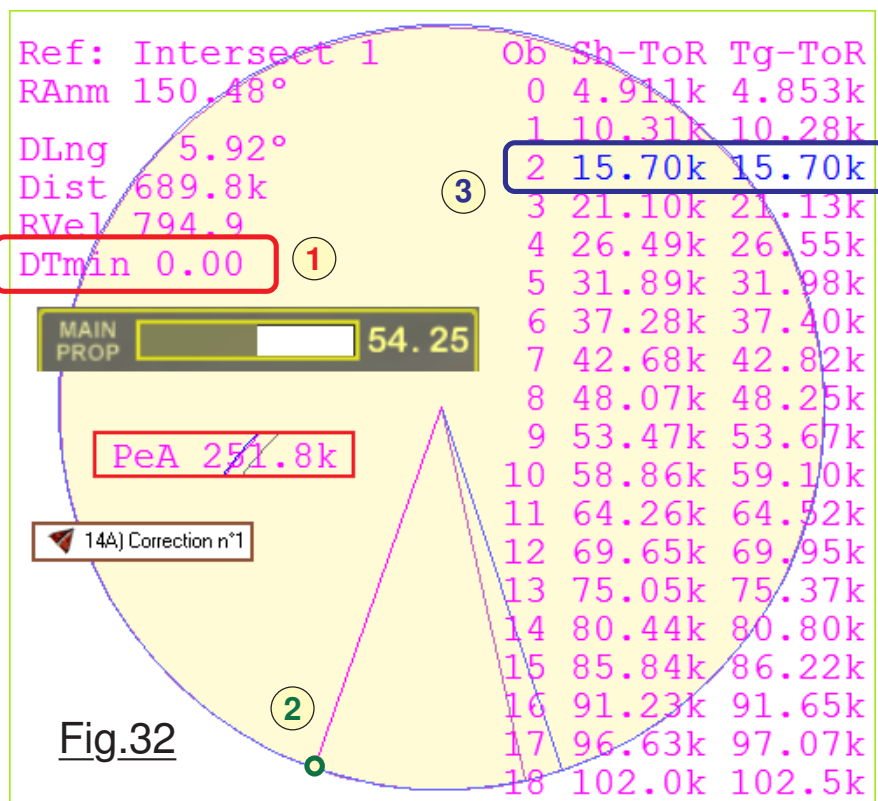 Ref: Intersect 1
RAnm 150.48°
DLng 5.92°
Dist 689.8k
RVel 794.9
DTmin 0.00
1
MAIN PROP 54.25
PeA 251.8k
14A) Correction n°1
2
Fig.32
3
Ob Sh-ToR Tg-ToR
0 4.911k 4.853k
1 10.31k 10.28k
2 15.70k 15.70k
3 21.10k 21.13k
4 26.49k 26.55k
5 31.89k 31.98k
6 37.28k 37.40k
7 42.68k 42.82k
8 48.07k 48.25k
9 53.47k 53.67k
10 58.86k 59.10k
11 64.26k 64.52k
12 69.65k 69.95k
13 75.05k 75.37k
14 80.44k 80.80k
15 85.84k 86.22k
16 91.23k 91.65k
17 96.63k 97.07k
18 102.0k 102.5k